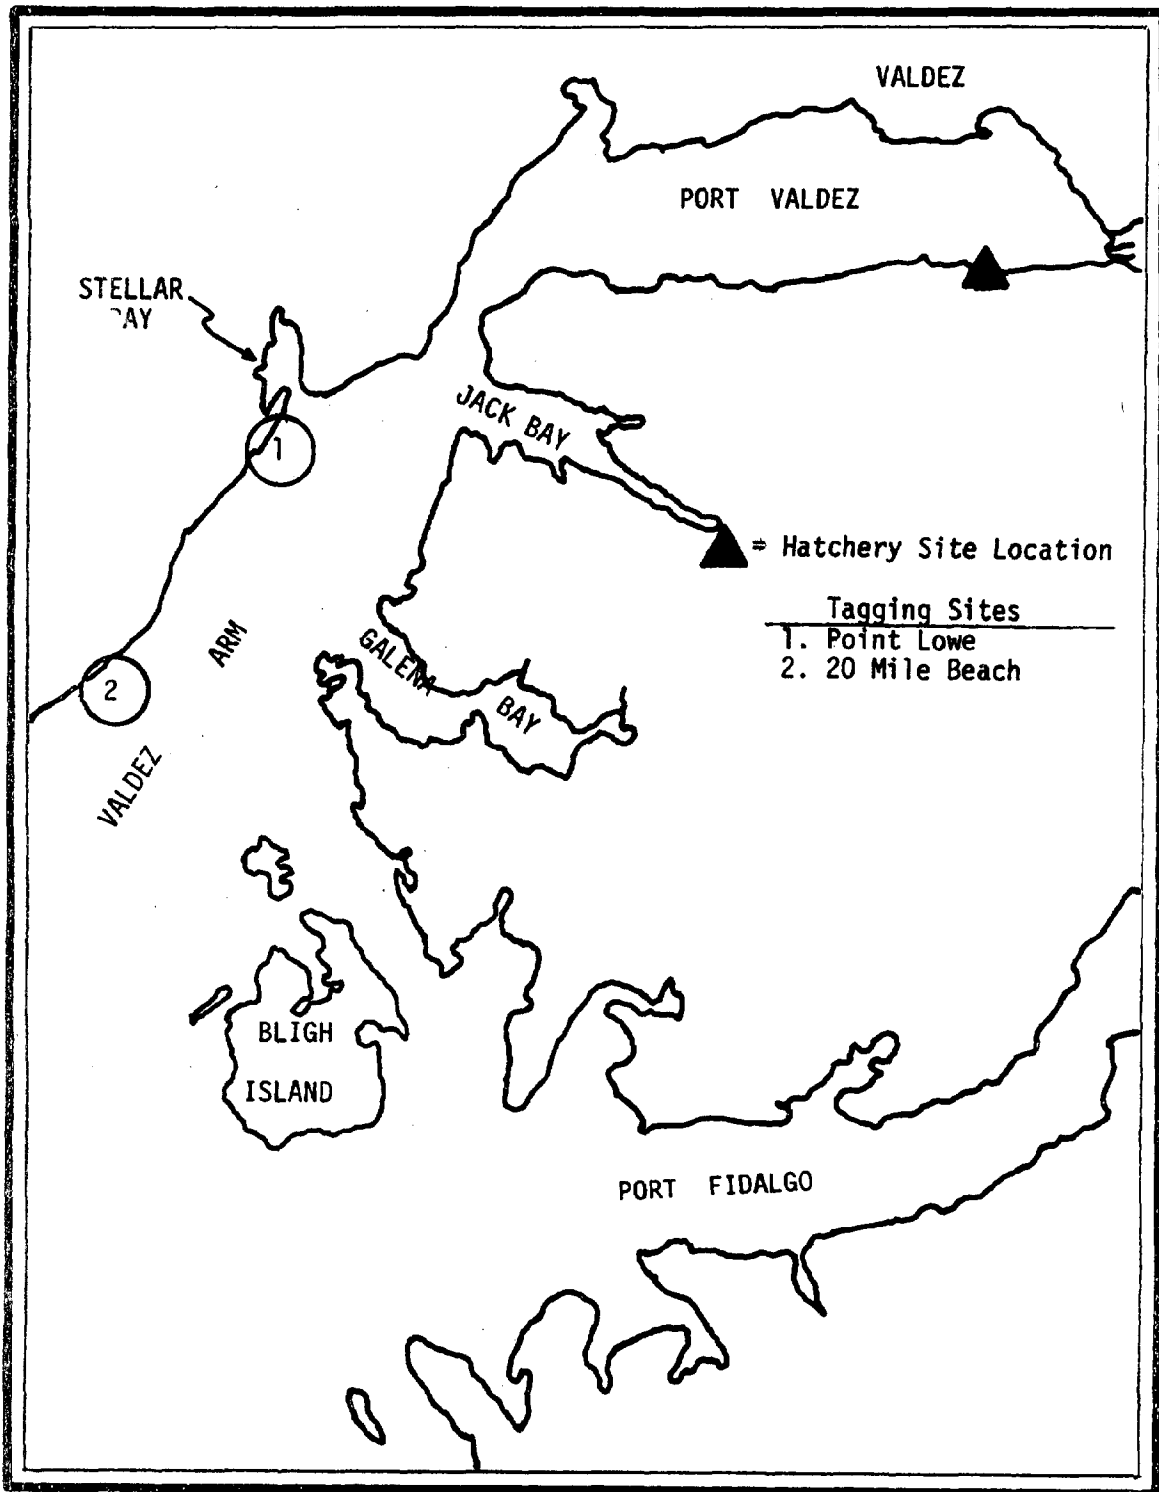 VALDEZ
PORT VALDEZ
STELLAR
AY
JACK BAY
= Hatchery Site Location
Tagging Sites
1. Point Lowe
2. 20 Mile Beach
1
2
VALDEZ ARM
GALENA BAY
BLIGH
ISLAND
PORT FIDALGO